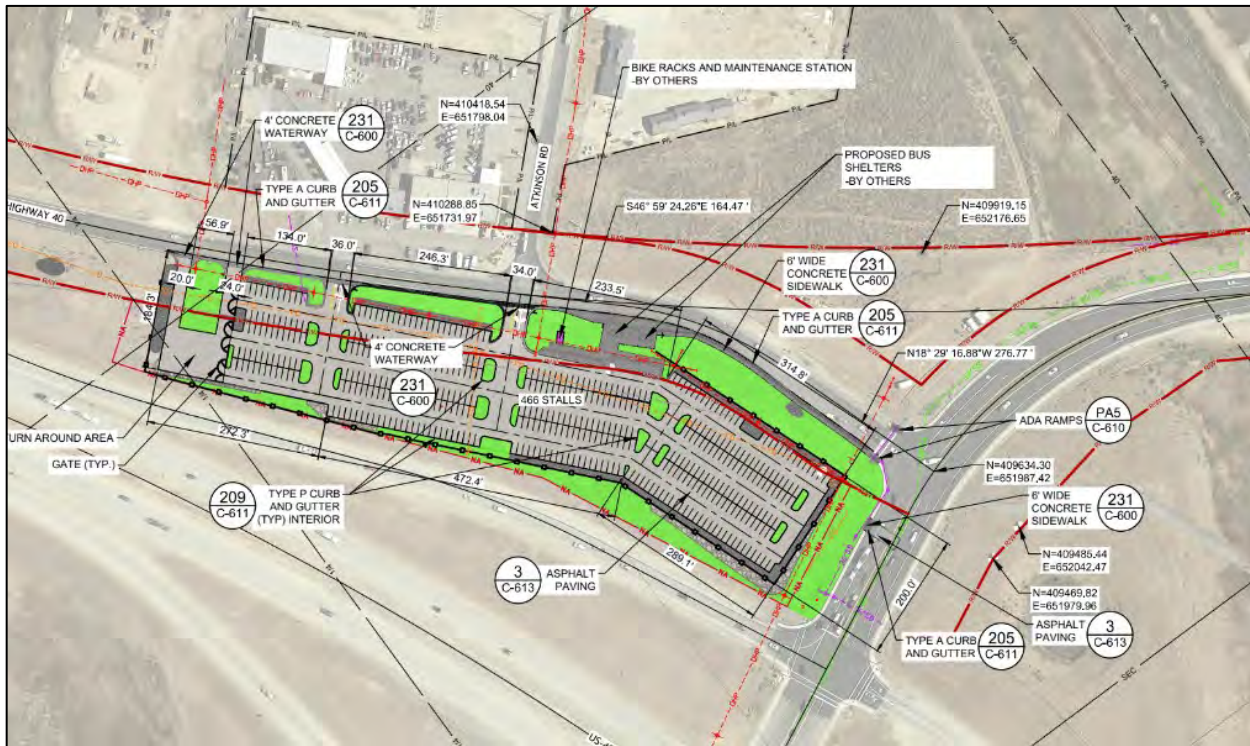 BIKE RACKS AND MAINTENANCE STATION
-BY OTHERS
N=410418.54
E=651798.04
4' CONCRETE
WATERWAY
231
C-600
ATKINSON RD
PROPOSED BUS
SHELTERS
-BY OTHERS
TYPE A CURB
AND GUTTER
205
C-611
N=410288.85
E=651731.97
S46° 59' 24.26"E 164.47 '
N=409919.15
E=652176.65
HIGHWAY 40
56.9'
134.0'
36.0'
246.3'
34.0'
233.5'
6' WIDE
CONCRETE
SIDEWALK
231
C-600
20.0'
24.0'
184.3'
TYPE A CURB
AND GUTTER
205
C-611
314.8'
N18° 29' 16.88"W 276.77 '
4' CONCRETE
WATERWAY
231
C-600
466 STALLS
URN AROUND AREA
GATE (TYP.)
272.3'
472.4'
ADA RAMPS
PA5
C-610
N=409634.30
E=651987.42
209
C-611
TYPE P CURB
AND GUTTER
(TYP) INTERIOR
6' WIDE
CONCRETE
SIDEWALK
231
C-600
3
C-613
ASPHALT
PAVING
289.1'
200.0'
N=409485.44
E=652042.47
N=409469.82
E=651979.96
TYPE A CURB
AND GUTTER
205
C-611
ASPHALT
PAVING
3
C-613
SEC